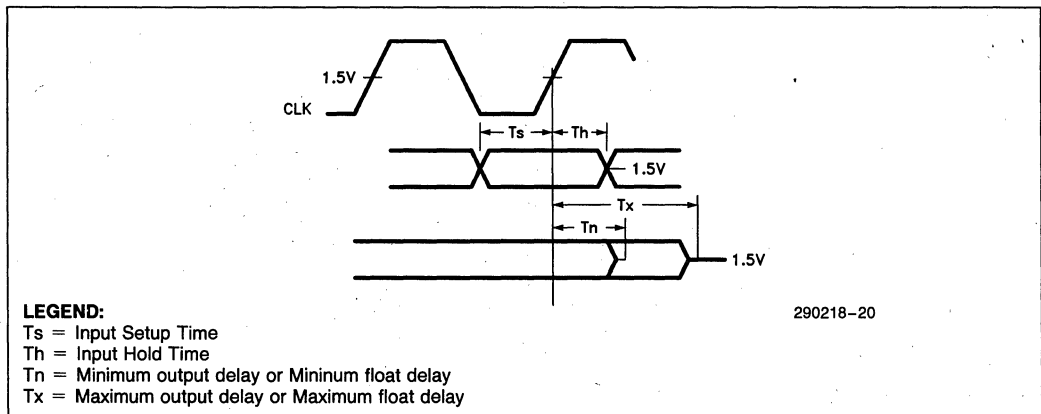 1.5V
CLK
Ts
Th
1.5V
Tx
Tn
1.5V
LEGEND:
290218-20
Ts = Input Setup Time
Th = Input Hold Time
Tn = Minimum output delay or Mininum float delay
Tx = Maximum output delay or Maximum float delay